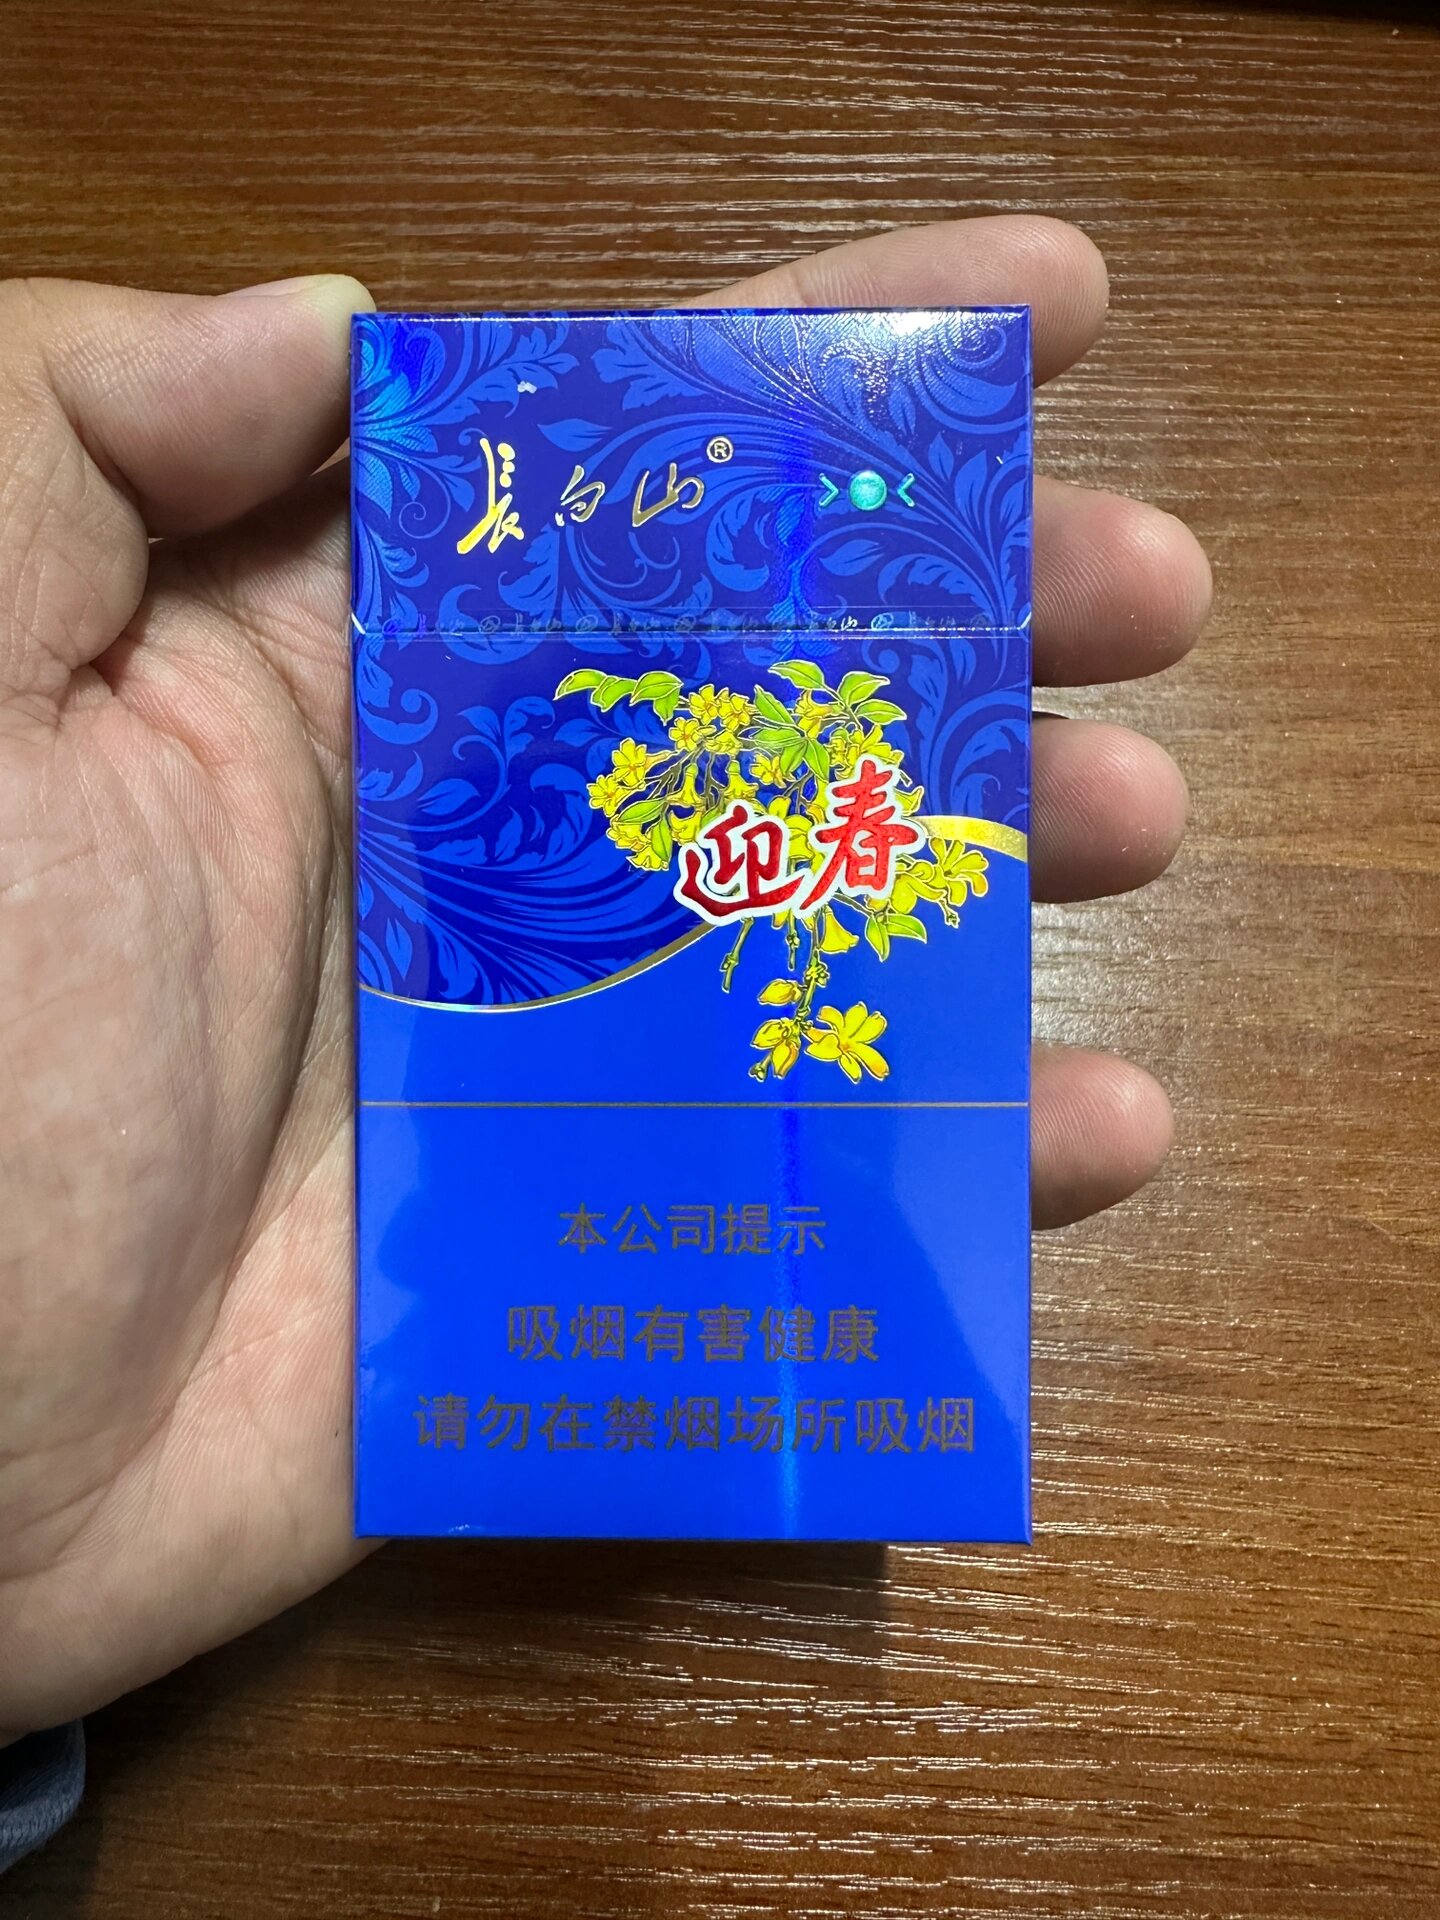 長白山®
迎春
本公司提示
吸烟有害健康
请勿在禁烟场所吸烟